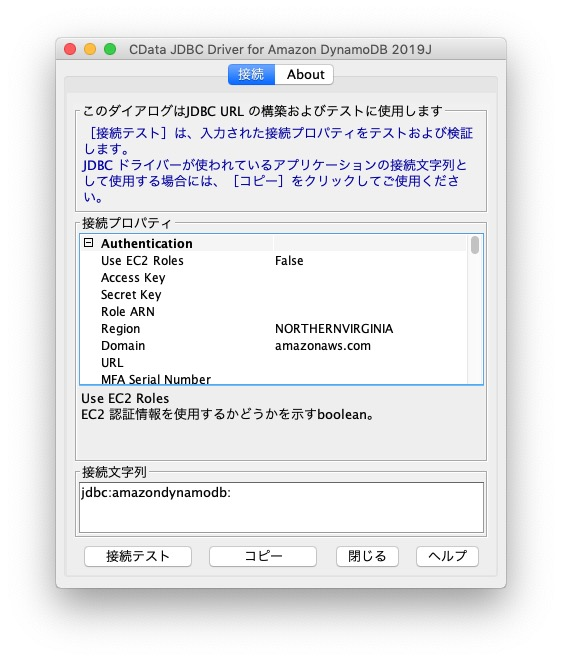 CData JDBC Driver for Amazon DynamoDB 2019J
接続 About
このダイアログはJDBC URL の構築およびテストに使用します
［接続テスト］は、入力された接続プロパティをテストおよび検証
します。
JDBC ドライバーが使われているアプリケーションの接続文字列と
して使用する場合には、［コピー］をクリックしてご使用くださ
い。
接続プロパティ
Authentication
Use EC2 Roles False
Access Key
Secret Key
Role ARN
Region NORTHERNVIRGINIA
Domain amazonaws.com
URL
MFA Serial Number
Use EC2 Roles
EC2 認証情報を使用するかどうかを示すboolean。
接続文字列
jdbc:amazondynamodb:
接続テスト コピー 閉じる ヘルプ